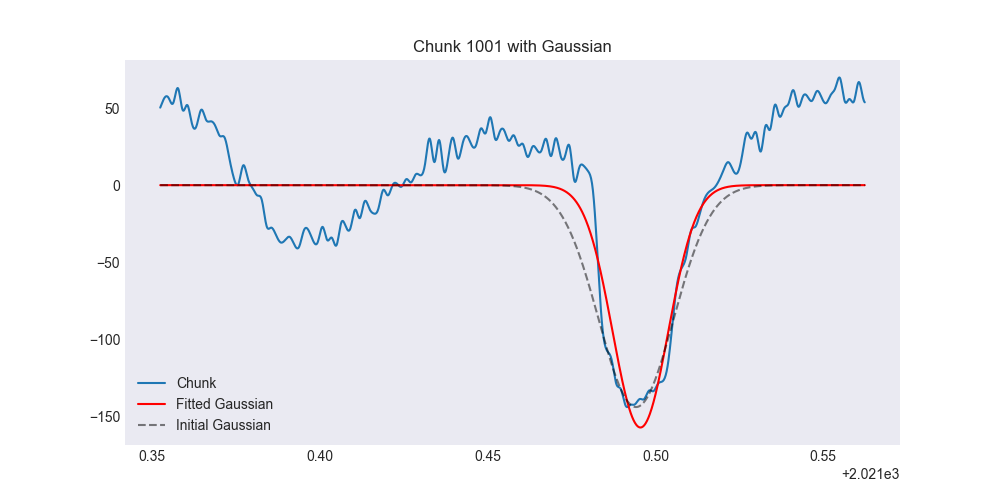 Chunk 1001 with Gaussian
50
0
−50
−100
−150
Chunk
Fitted Gaussian
Initial Gaussian
0.35 0.40 0.45 0.50 0.55
+2.021e3